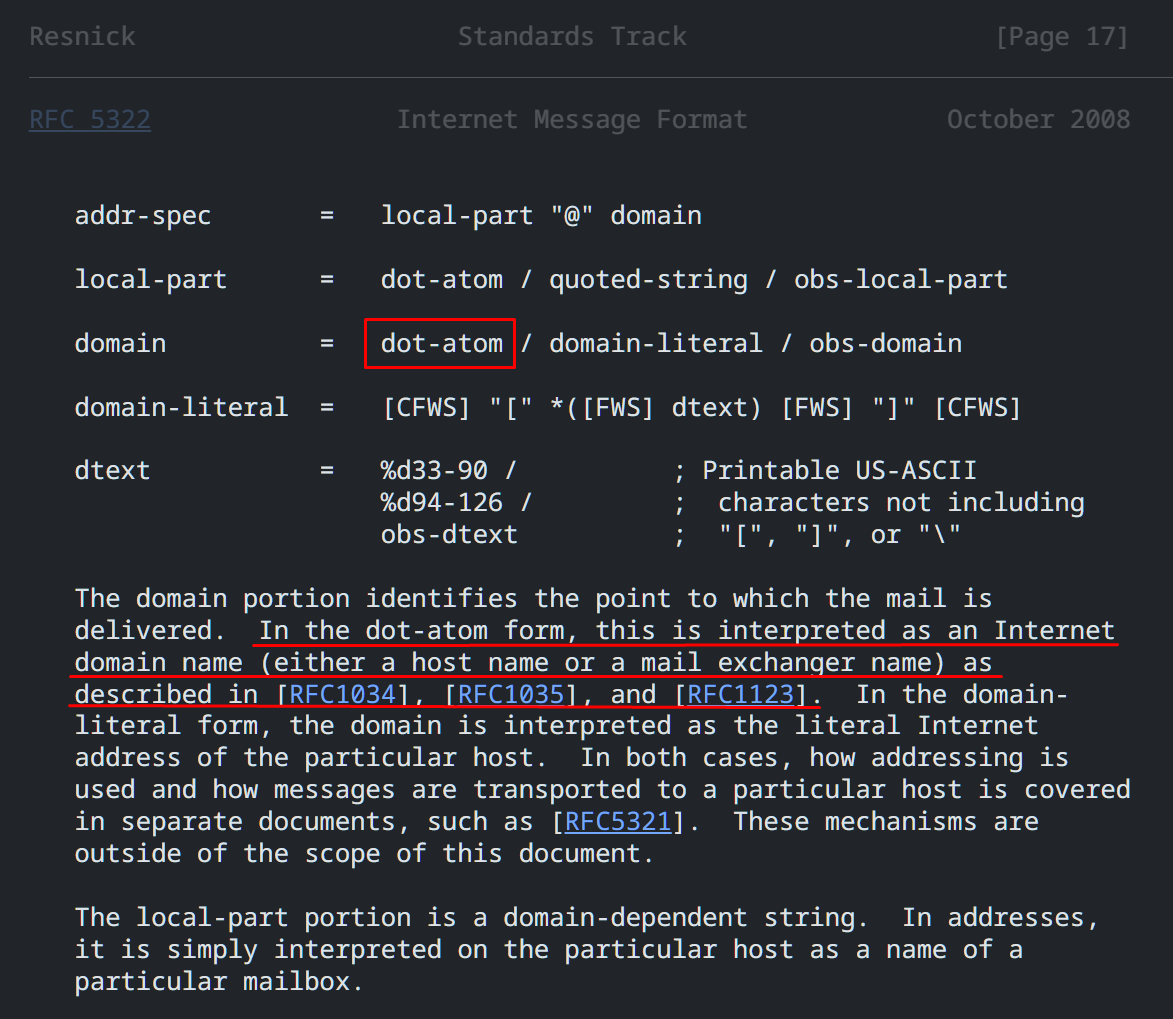 Resnick Standards Track [Page 17]
RFC 5322 Internet Message Format October 2008
addr-spec = local-part "@" domain
local-part = dot-atom / quoted-string / obs-local-part
domain = dot-atom / domain-literal / obs-domain
domain-literal = [CFWS] "[" *([FWS] dtext) [FWS] "]" [CFWS]
dtext = %d33-90 / ; Printable US-ASCII
%d94-126 / ; characters not including
obs-dtext ; "[", "]", or "\"
The domain portion identifies the point to which the mail is
delivered. In the dot-atom form, this is interpreted as an Internet
domain name (either a host name or a mail exchanger name) as
described in [RFC1034], [RFC1035], and [RFC1123]. In the domain-
literal form, the domain is interpreted as the literal Internet
address of the particular host. In both cases, how addressing is
used and how messages are transported to a particular host is covered
in separate documents, such as [RFC5321]. These mechanisms are
outside of the scope of this document.
The local-part portion is a domain-dependent string. In addresses,
it is simply interpreted on the particular host as a name of a
particular mailbox.